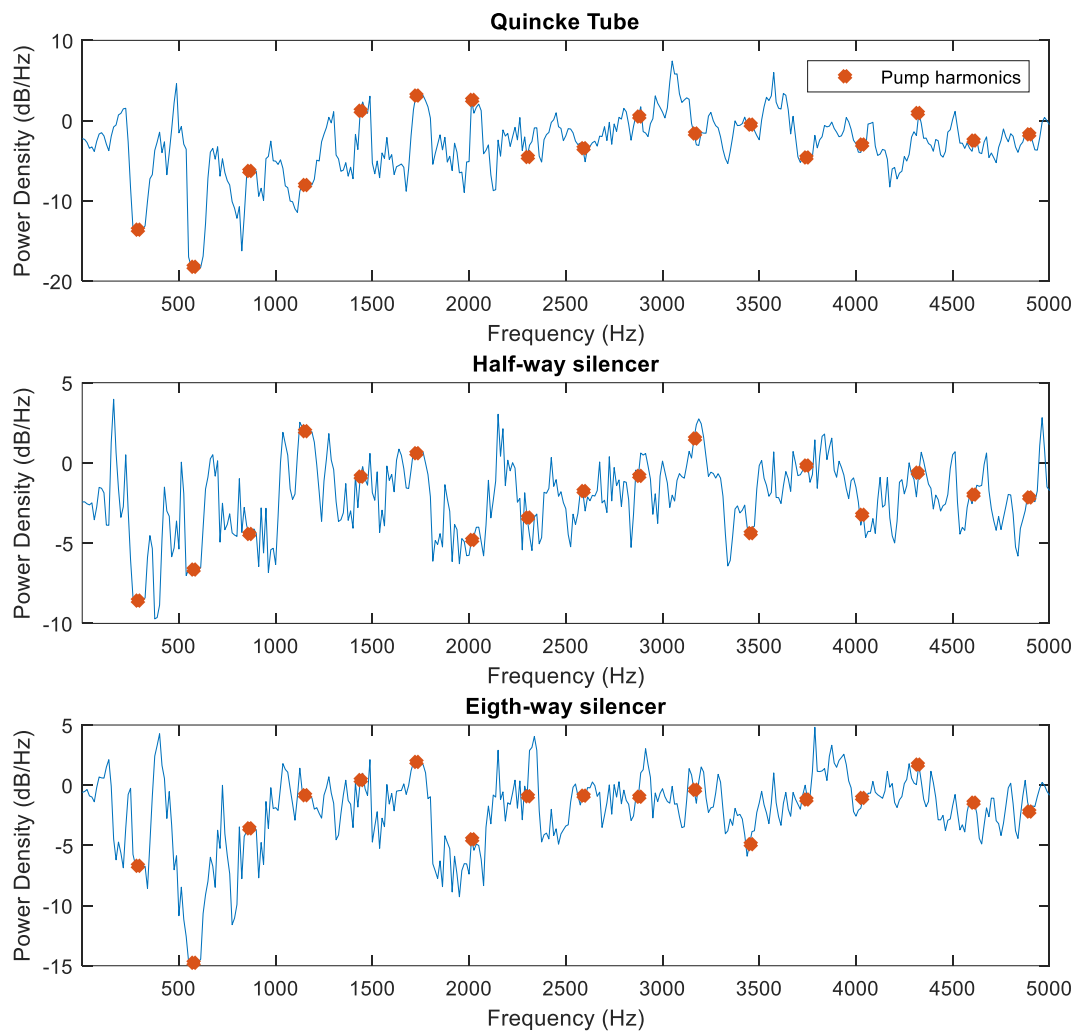 Quincke Tube
10
0
-10
-20
Power Density (dB/Hz)
Pump harmonics
500 1000 1500 2000 2500 3000 3500 4000 4500 5000
Frequency (Hz)
Half-way silencer
5
0
-5
-10
Power Density (dB/Hz)
500 1000 1500 2000 2500 3000 3500 4000 4500 5000
Frequency (Hz)
Eigth-way silencer
5
0
-5
-10
-15
Power Density (dB/Hz)
500 1000 1500 2000 2500 3000 3500 4000 4500 5000
Frequency (Hz)